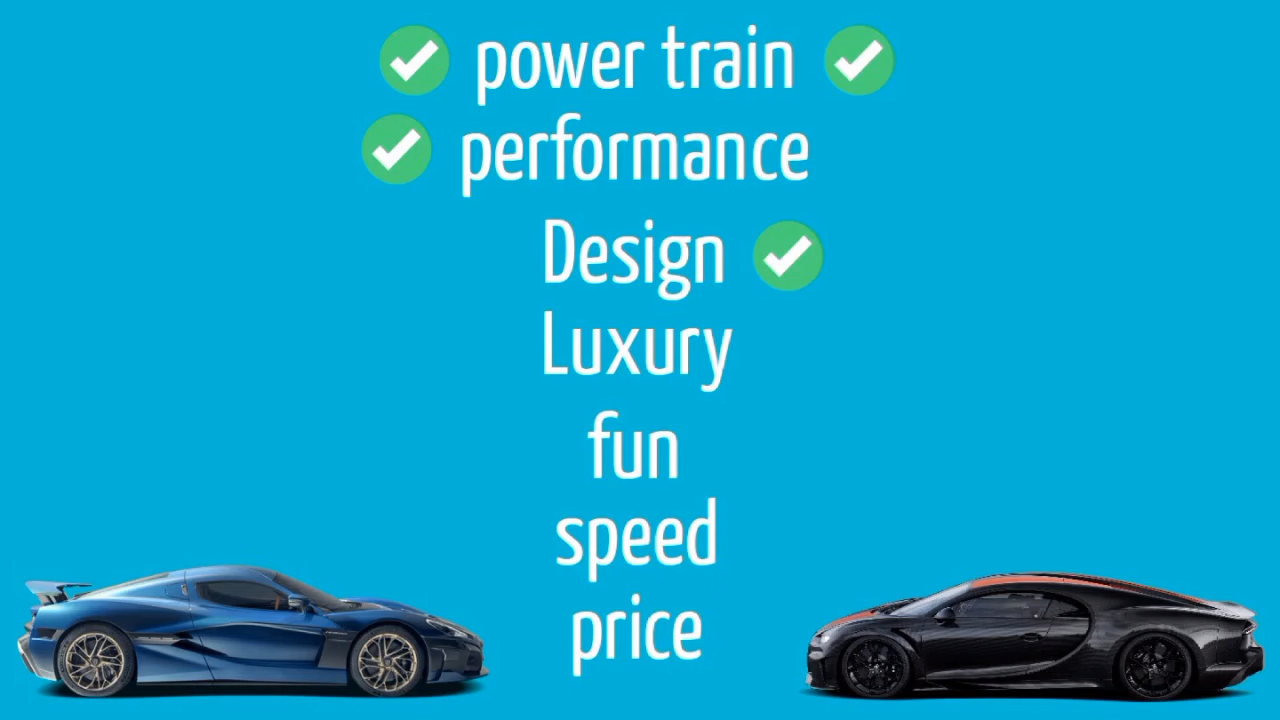 power train
performance
Design
Luxury
fun
speed
price